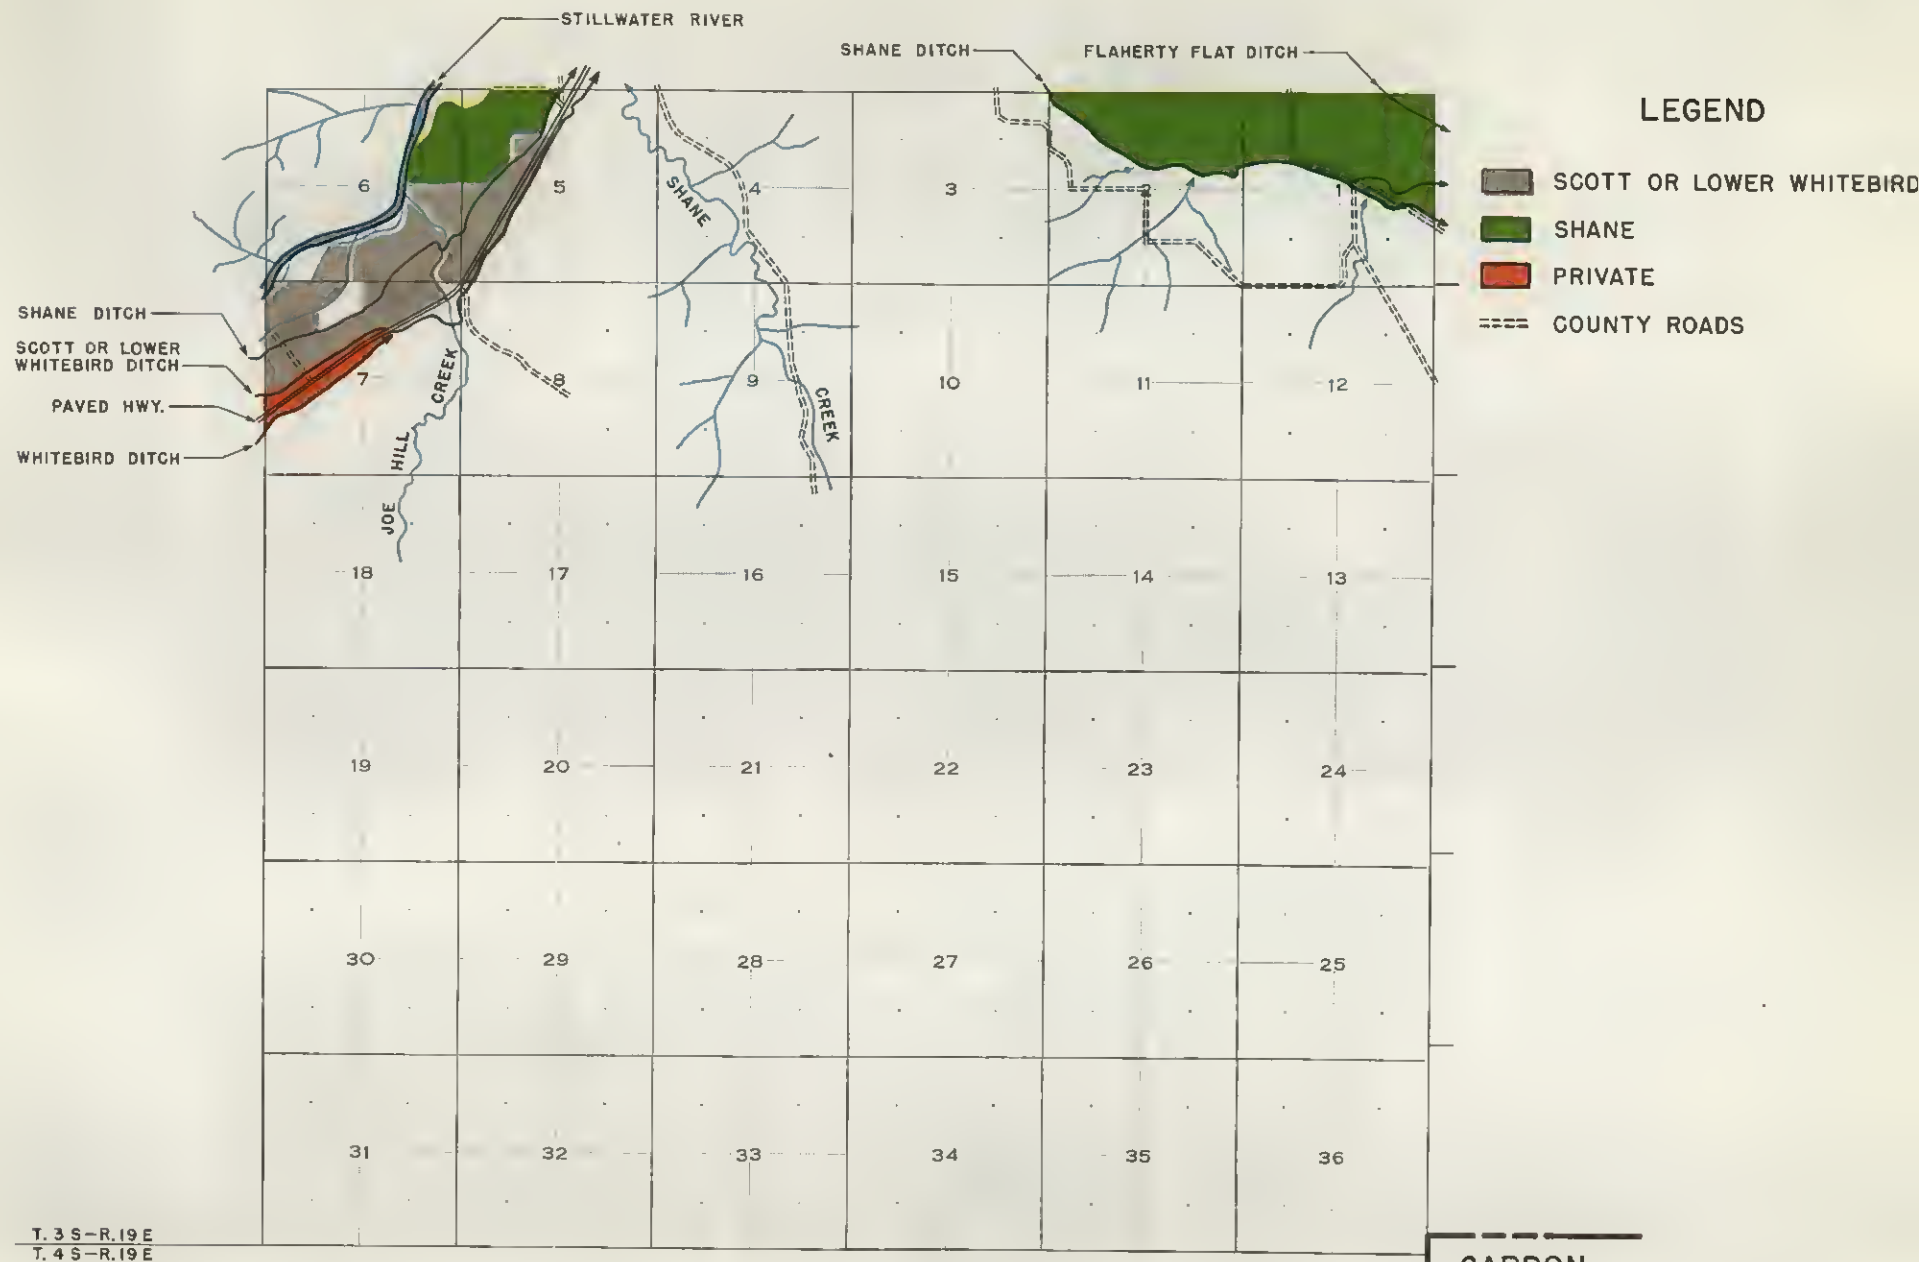 STILLWATER RIVER
SHANE DITCH
FLAHERTY FLAT DITCH
LEGEND
SCOTT OR LOWER WHITEBIRD
SHANE
PRIVATE
COUNTY ROADS
6
5
4
3
2
1
SHANE
CREEK
SHANE DITCH
SCOTT OR LOWER
WHITEBIRD DITCH
PAVED HWY.
WHITEBIRD DITCH
7
8
9
10
11
12
JOE HILL CREEK
18
17
16
15
14
13
19
20
21
22
23
24
30
29
28
27
26
25
31
32
33
34
35
36
T. 3 S-R.19 E
T. 4 S-R.19 E